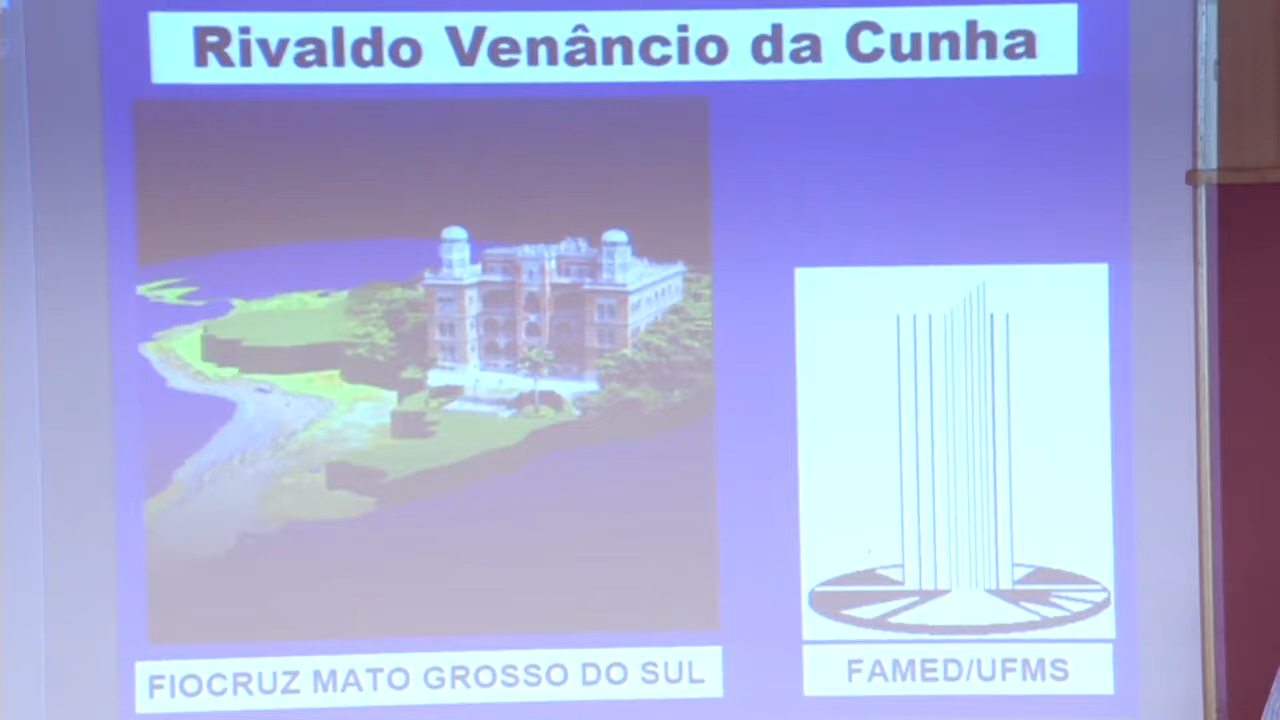 Rivaldo Venâncio da Cunha
FIOCRUZ MATO GROSSO DO SUL
FAMED/UFMS